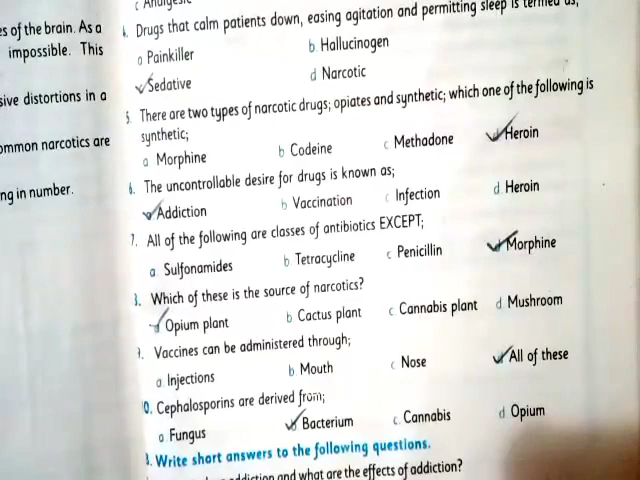 es of the brain. As a
impossible. This
sive distortions in a
ommon narcotics are
ng in number.
c Analgesic
4. Drugs that calm patients down, easing agitation and permitting sleep is termed as;
a Painkiller b Hallucinogen
Sedative d Narcotic
5. There are two types of narcotic drugs; opiates and synthetic; which one of the following is
synthetic;
a Morphine b Codeine c Methadone Heroin
6. The uncontrollable desire for drugs is known as;
Addiction b Vaccination c Infection d Heroin
7. All of the following are classes of antibiotics EXCEPT;
a Sulfonamides b Tetracycline c Penicillin Morphine
8. Which of these is the source of narcotics?
Opium plant b Cactus plant c Cannabis plant d Mushroom
9. Vaccines can be administered through;
a Injections b Mouth c Nose All of these
0. Cephalosporins are derived from;
a Fungus Bacterium c. Cannabis d Opium
Write short answers to the following questions.
addiction and what are the effects of addiction?